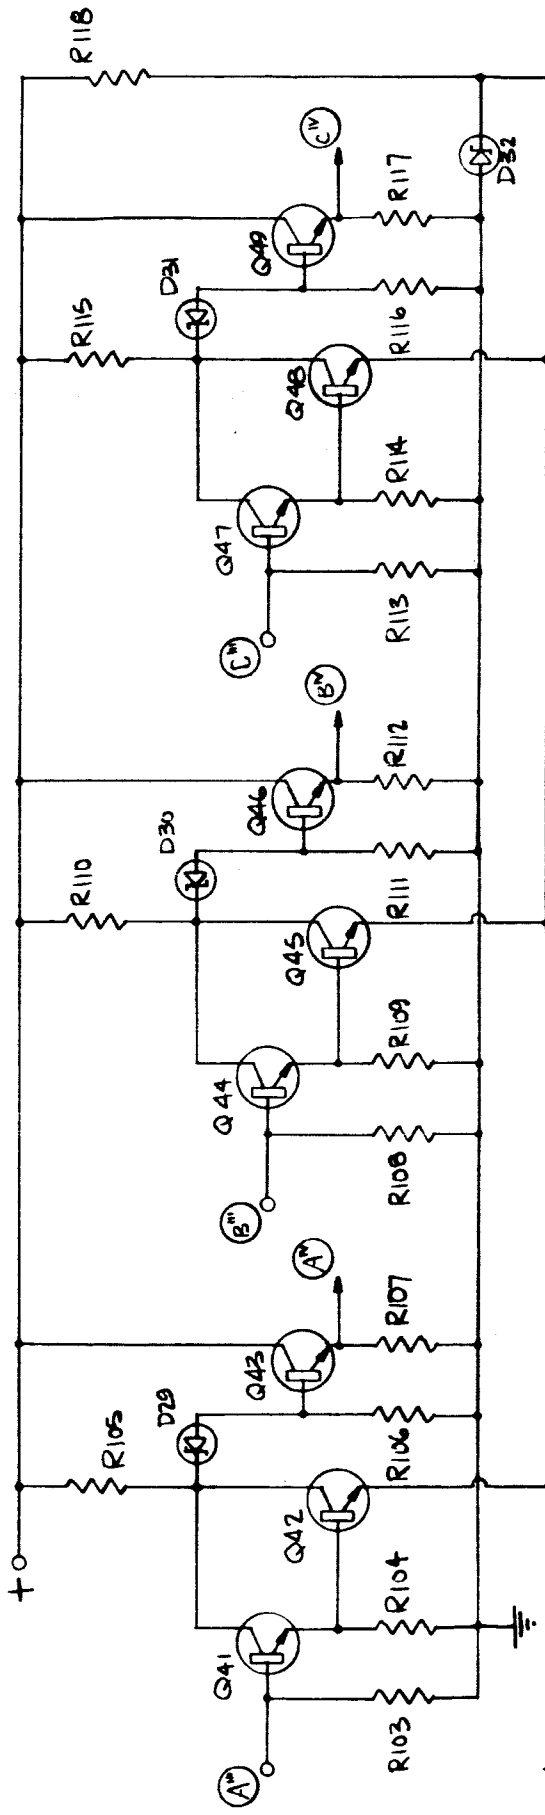 +
R105
D29
Q43
Q41
Q42
A'''
A^IV
R103
R104
R106
R107
R110
D30
Q46
Q44
Q45
B'''
B^IV
R108
R109
R111
R112
R115
D31
Q49
Q47
Q48
C'''
C^IV
R113
R114
R116
R117
R118
D32